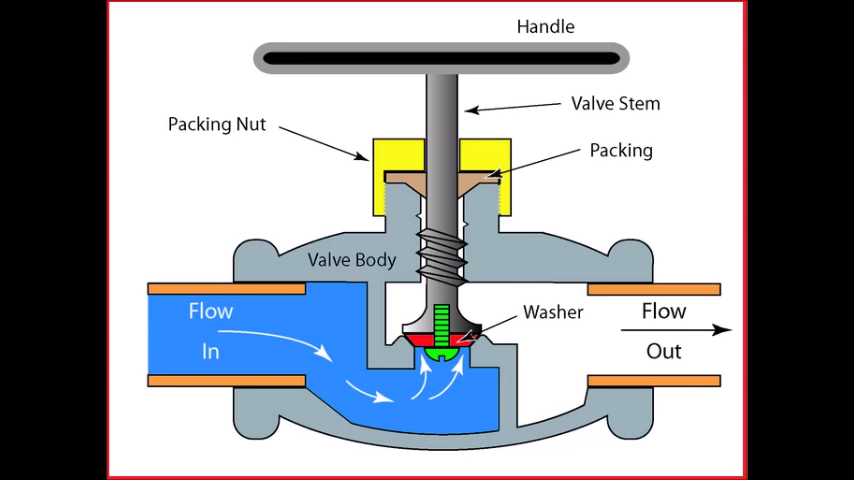 Handle
Valve Stem
Packing Nut
Packing
Valve Body
Flow
In
Washer
Flow
Out